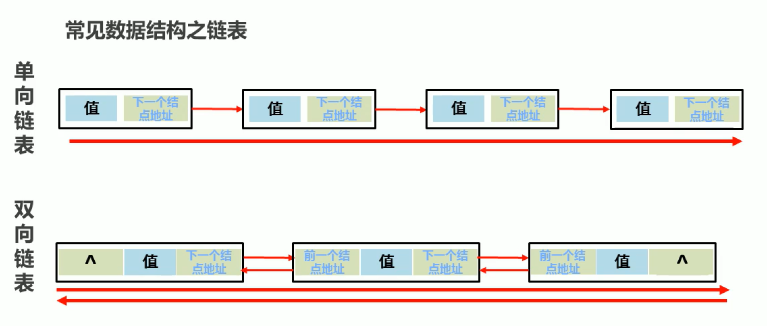 常见数据结构之链表
单向链表
值 下一个结点地址 值 下一个结点地址 值 下一个结点地址 值 下一个结点地址
双向链表
^ 值 下一个结点地址 前一个结点地址 值 下一个结点地址 前一个结点地址 值 ^